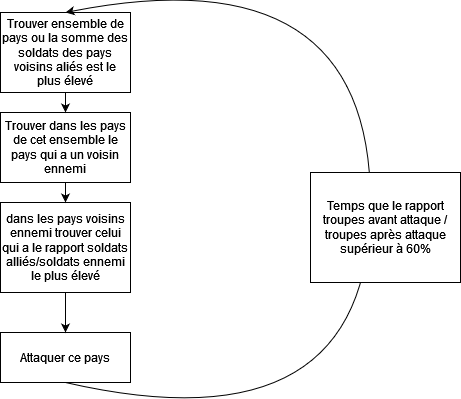 Trouver ensemble de
pays ou la somme des
soldats des pays
voisins aliés est le
plus élevé
Trouver dans les pays
de cet ensemble le
pays qui a un voisin
ennemi
dans les pays voisins
ennemi trouver celui
qui a le rapport soldats
alliés/soldats ennemi
le plus élevé
Attaquer ce pays
Temps que le rapport
troupes avant attaque /
troupes après attaque
supérieur à 60%